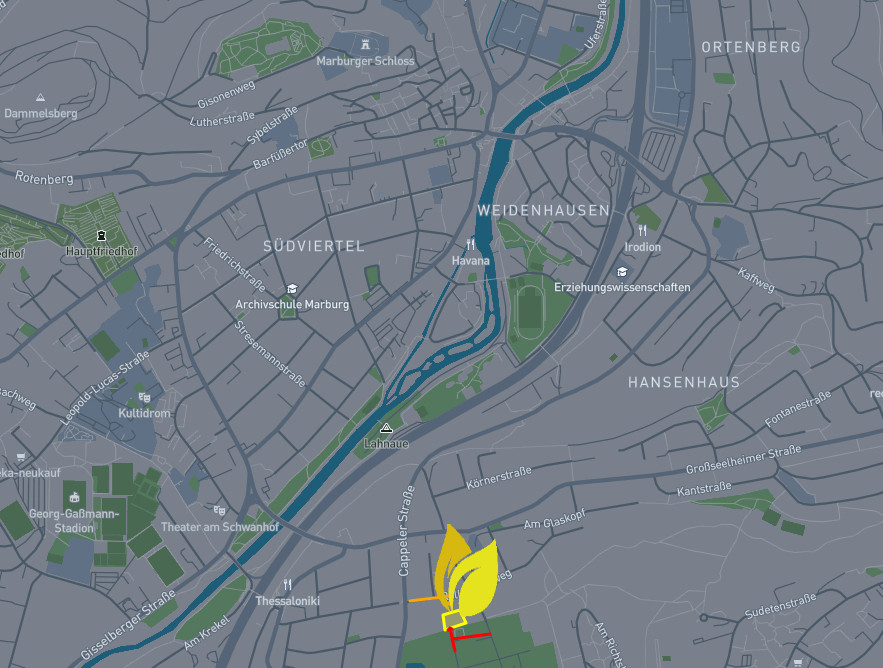 Uferstraße
ORTENBERG
Marburger Schloss
Gisonenweg
Dammelsberg
Lutherstraße
Sybelstraße
Barfüßertor
Rotenberg
WEIDENHAUSEN
Hauptfriedhof
SÜDVIERTEL
Irodion
Friedrichstraße
Havana
Kaffweg
Erziehungswissenschaften
Archivschule Marburg
Stresemannstraße
Leopold-Lucas-Straße
HANSENHAUS
Kultidrom
Fontanestraße
Lahnaue
Großseelheimer Straße
Körnerstraße
Kantstraße
Georg-Gaßmann-
Stadion
Cappeler Straße
Am Glaskopf
Theater am Schwanhof
Thessaloniki
Gisselberger Straße
Am Krekel
Sudetenstraße